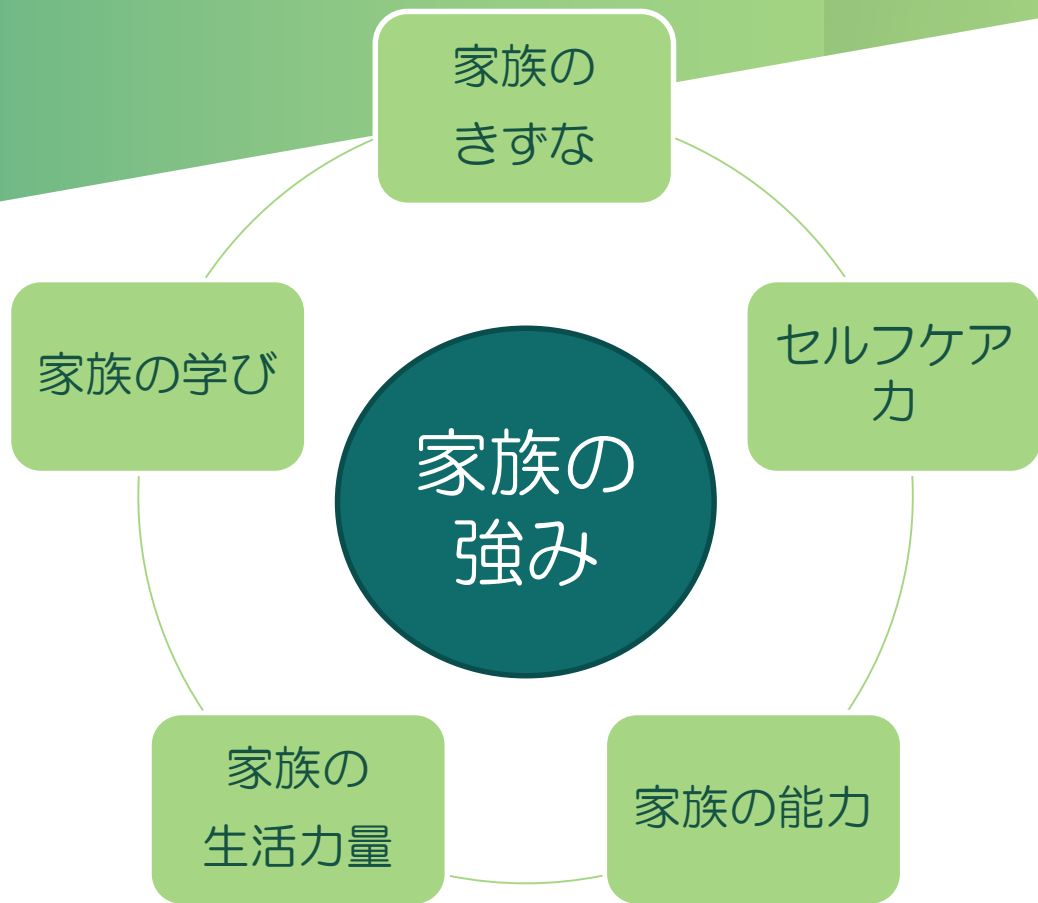 家族の
きずな
セルフケア
力
家族の能力
家族の
生活力量
家族の学び
家族の
強み